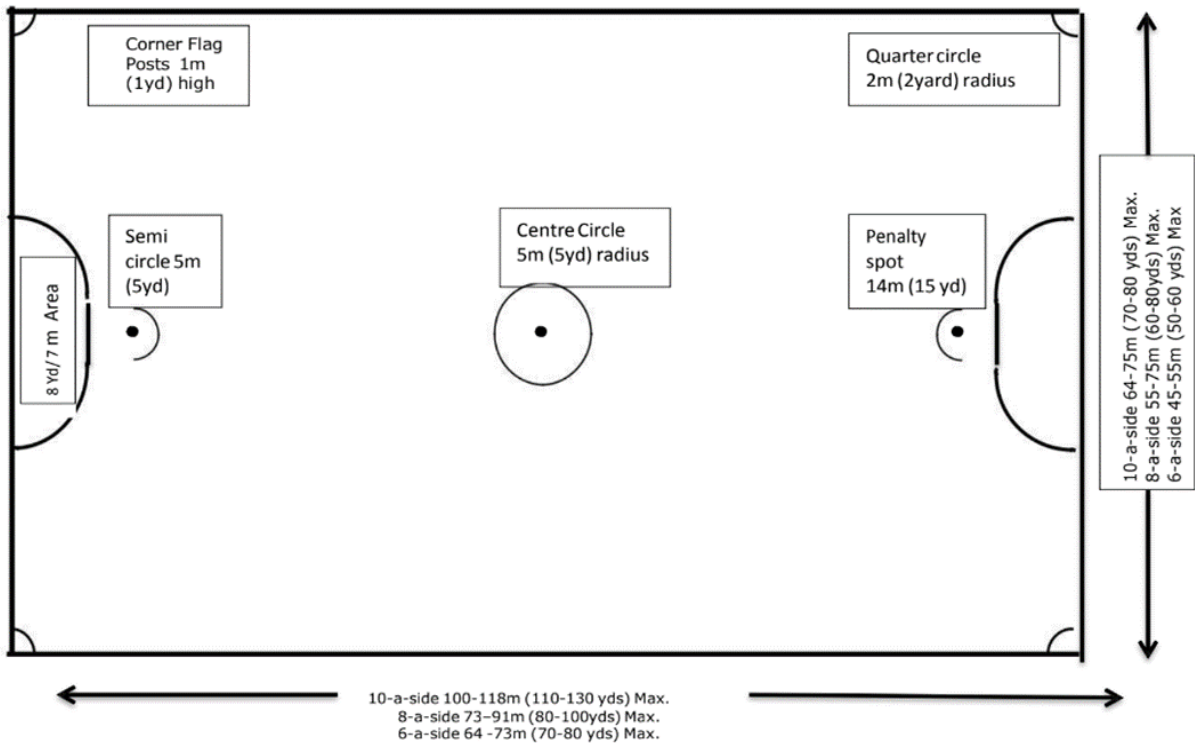 Corner Flag
Posts 1m
(1yd) high
Quarter circle
2m (2yard) radius
Semi
circle 5m
(5yd)
Centre Circle
5m (5yd) radius
Penalty
spot
14m (15 yd)
8 Yd/7 m Area
10-a-side 64-75m (70-80 yds) Max.
8-a-side 55-75m (60-80yds) Max.
6-a-side 45-55m (50-60 yds) Max
10-a-side 100-118m (110-130 yds) Max.
8-a-side 73–91m (80-100yds) Max.
6-a-side 64 -73m (70-80 yds) Max.